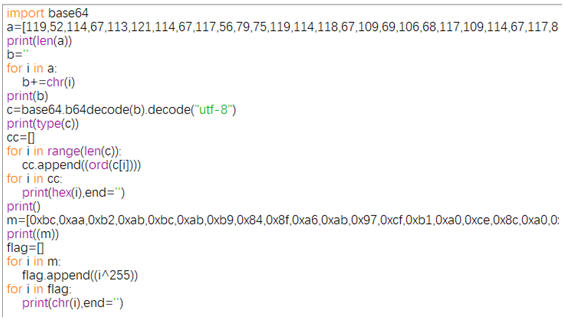 import base64
a=[119,52,114,67,113,121,114,67,117,56,79,75,119,114,118,67,109,69,106,68,117,109,114,67,117,8
print(len(a))
b=''
for i in a:
    b+=chr(i)
print(b)
c=base64.b64decode(b).decode("utf-8")
print(type(c))
cc=[]
for i in range(len(c)):
    cc.append((ord(c[i])))
for i in cc:
    print(hex(i),end='')
print()
m=[0xbc,0xaa,0xb2,0xab,0xbc,0xab,0xb9,0x84,0x8f,0xa6,0xab,0x97,0xcf,0xb1,0xa0,0xce,0x8c,0xa0,0x
print((m))
flag=[]
for i in m:
    flag.append((i^255))
for i in flag:
    print(chr(i),end='')